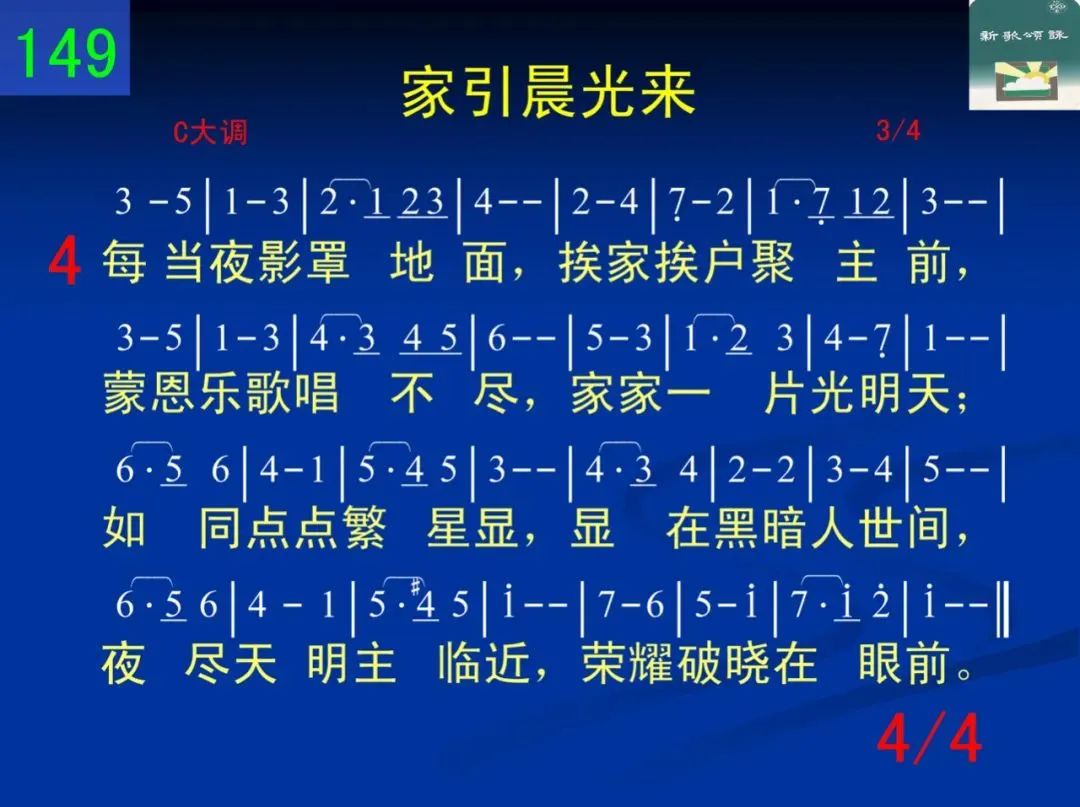 149
新歌颂咏
家引晨光来
C大调 3/4
3 -5|1-3|2·1 23|4--|2-4|7-2|1·7 12|3--|
4 每当夜影罩 地 面，挨家挨户聚 主 前，
3-5|1-3|4·3 4 5|6--|5-3|1·2 3|4-7|1--|
蒙恩乐歌唱 不 尽，家家一 片光明天；
6·5 6|4-1|5·4 5|3--|4·3 4|2-2|3-4|5--|
如 同点点繁 星显，显 在黑暗人世间，
6·5 6|4 - 1|5·#4 5|i--|7-6|5-i|7·i 2|i--‖
夜 尽天 明主 临近，荣耀破晓在 眼前。
4/4